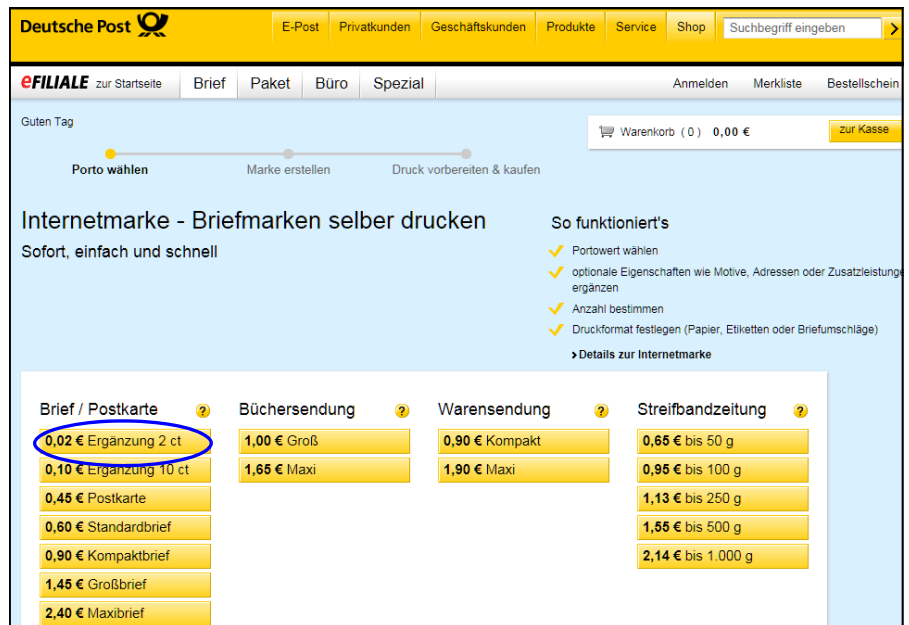 Deutsche Post
E-Post Privatkunden Geschäftskunden Produkte Service Shop Suchbegriff eingeben
eFILIALE zur Startseite Brief Paket Büro Spezial Anmelden Merkliste Bestellschein
Guten Tag
Warenkorb ( 0 ) 0,00 € zur Kasse
Porto wählen Marke erstellen Druck vorbereiten & kaufen
Internetmarke - Briefmarken selber drucken
Sofort, einfach und schnell
So funktioniert's
Portowert wählen
optionale Eigenschaften wie Motive, Adressen oder Zusatzleistunge
ergänzen
Anzahl bestimmen
Druckformat festlegen (Papier, Etiketten oder Briefumschläge)
Details zur Internetmarke
Brief / Postkarte ?
0,02 € Ergänzung 2 ct
0,10 € Ergänzung 10 ct
0,45 € Postkarte
0,60 € Standardbrief
0,90 € Kompaktbrief
1,45 € Großbrief
2,40 € Maxibrief
Büchersendung ?
1,00 € Groß
1,65 € Maxi
Warensendung ?
0,90 € Kompakt
1,90 € Maxi
Streifbandzeitung ?
0,65 € bis 50 g
0,95 € bis 100 g
1,13 € bis 250 g
1,55 € bis 500 g
2,14 € bis 1.000 g